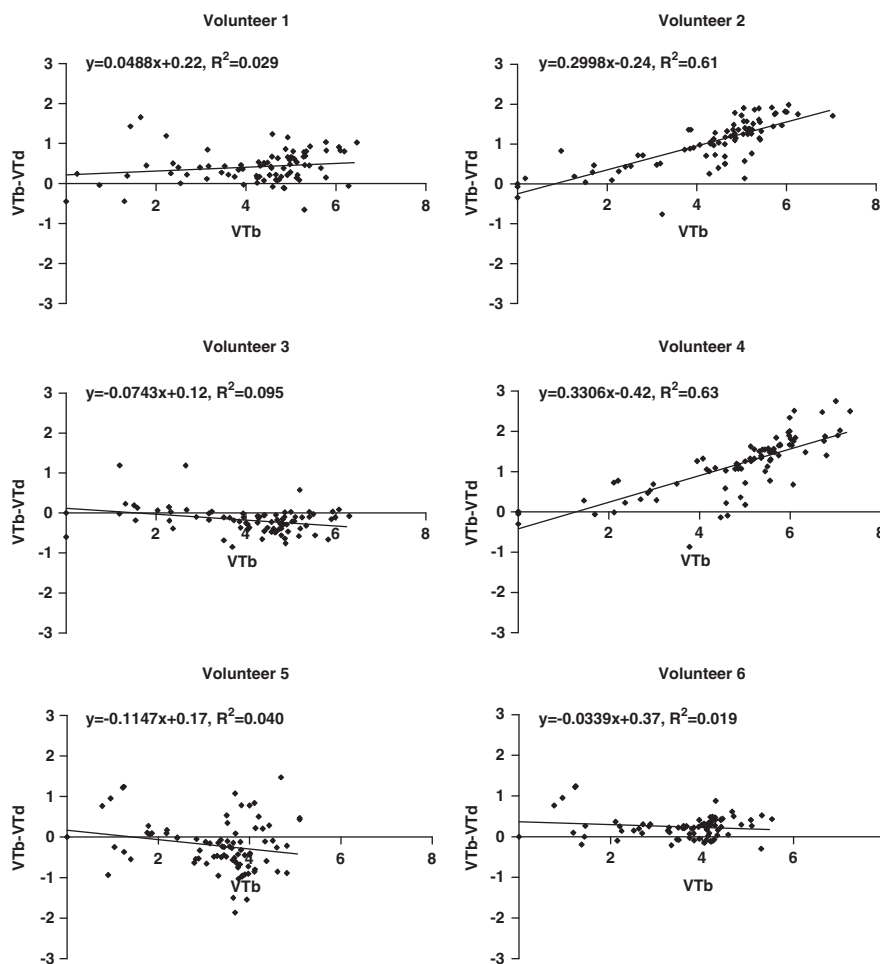 Volunteer 1
y=0.0488x+0.22, R²=0.029
3
2
1
0
-1
-2
-3
2
4
6
8
VTb-VTd
VTb
Volunteer 2
y=0.2998x-0.24, R²=0.61
3
2
1
0
-1
-2
-3
2
4
6
8
VTb-VTd
VTb
Volunteer 3
y=-0.0743x+0.12, R²=0.095
3
2
1
0
-1
-2
-3
2
4
6
8
VTb-VTd
VTb
Volunteer 4
y=0.3306x-0.42, R²=0.63
3
2
1
0
-1
-2
-3
2
4
6
8
VTb-VTd
VTb
Volunteer 5
y=-0.1147x+0.17, R²=0.040
3
2
1
0
-1
-2
-3
2
4
6
8
VTb-VTd
VTb
Volunteer 6
y=-0.0339x+0.37, R²=0.019
3
2
1
0
-1
-2
-3
2
4
6
8
VTb-VTd
VTb